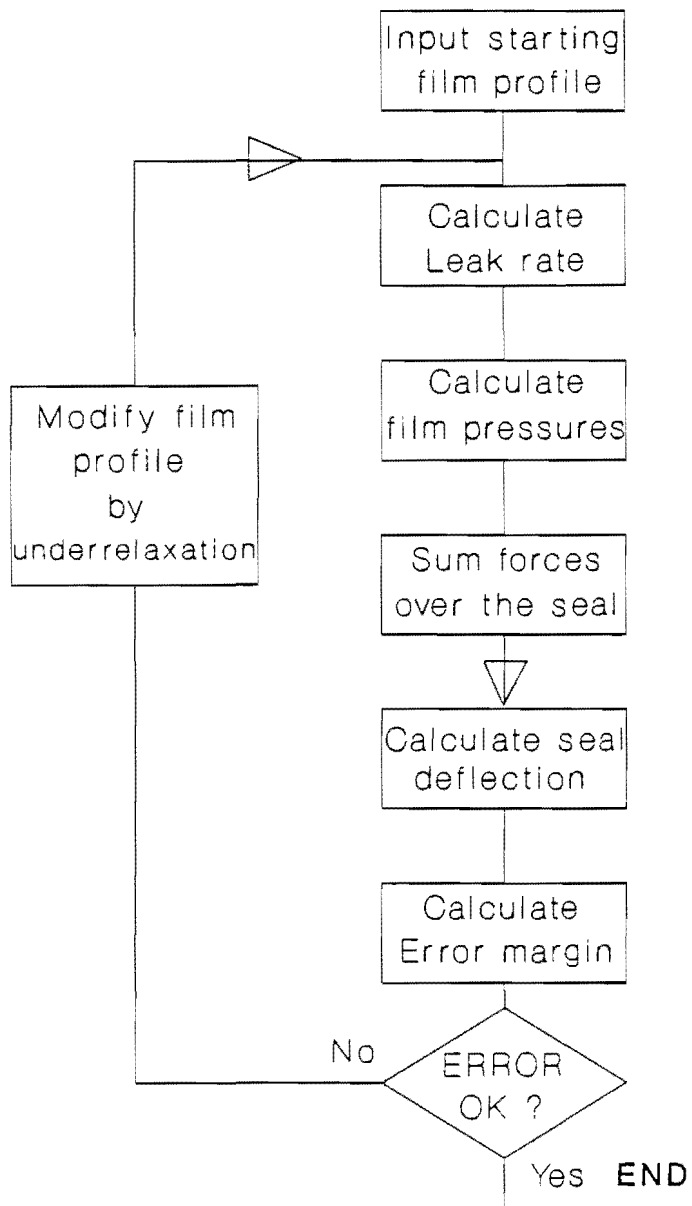 Input starting
film profile
Calculate
Leak rate
Calculate
film pressures
Modify film
profile
by
underrelaxation
Sum forces
over the seal
Calculate seal
deflection
Calculate
Error margin
No
ERROR
OK ?
Yes END